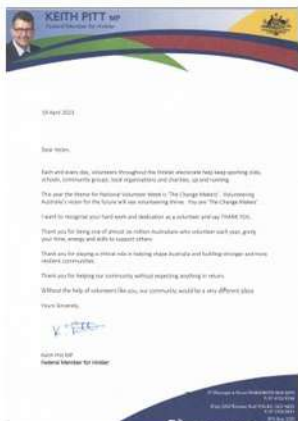 KEITH PITT MP
Federal Member for Hinkler
10 April 2023
Dear Helen,
Each and every day, volunteers throughout the Hinkler electorate help keep sporting clubs,
schools, community groups, local organisations and charities, up and running.
This year the theme for National Volunteer Week is 'The Change Makers'. Volunteering
Australia's vision for the future will see volunteering thrive. You are 'The Change Makers'
I want to recognise your hard work and dedication as a volunteer and say THANK YOU.
Thank you for being one of almost six million Australians who volunteer each year, giving
your time, energy and skills to support others.
Thank you for playing a critical role in helping shape Australia and building stronger and more
resilient communities.
Thank you for helping our community without expecting anything in return.
Without the help of volunteers like you, our community would be a very different place.
Yours Sincerely,
Keith Pitt MP
Federal Member for Hinkler